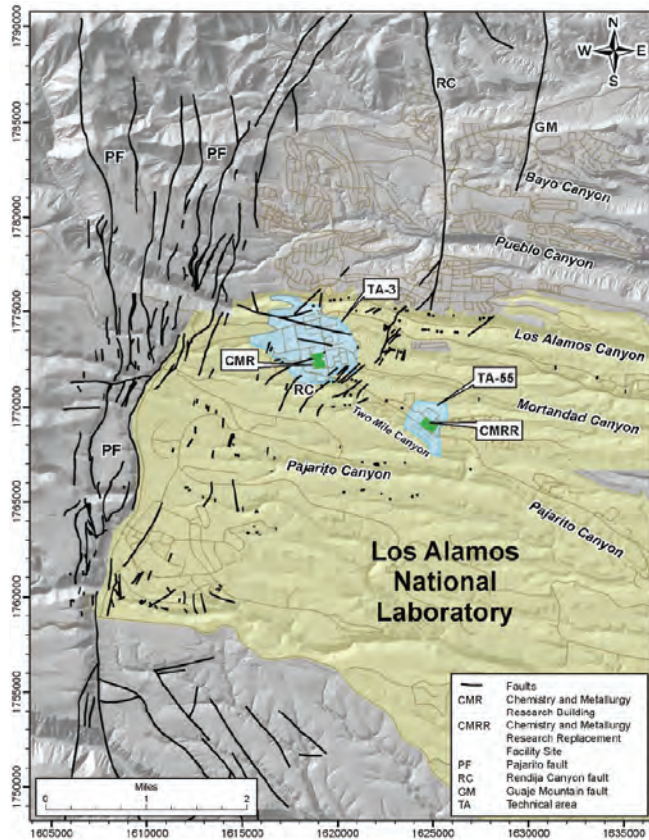 1790000
1785000
1780000
1775000
1770000
1765000
1760000
1755000
1750000
N
W E
S
RC
GM
PF
PF
Bayo Canyon
Pueblo Canyon
TA-3
Los Alamos Canyon
CMR
TA-55
RC
Mortandad Canyon
Two Mile Canyon
CMRR
PF
Pajarito Canyon
Pajarito Canyon
Los Alamos
National
Laboratory
Faults
CMR Chemistry and Metallurgy
Research Building
CMRR Chemistry and Metallurgy
Research Replacement
Facility Site
PF Pajarito fault
RC Rendija Canyon fault
GM Guaje Mountain fault
TA Technical area
Miles
0 1 2
1605000 1610000 1615000 1620000 1625000 1630000 1635000